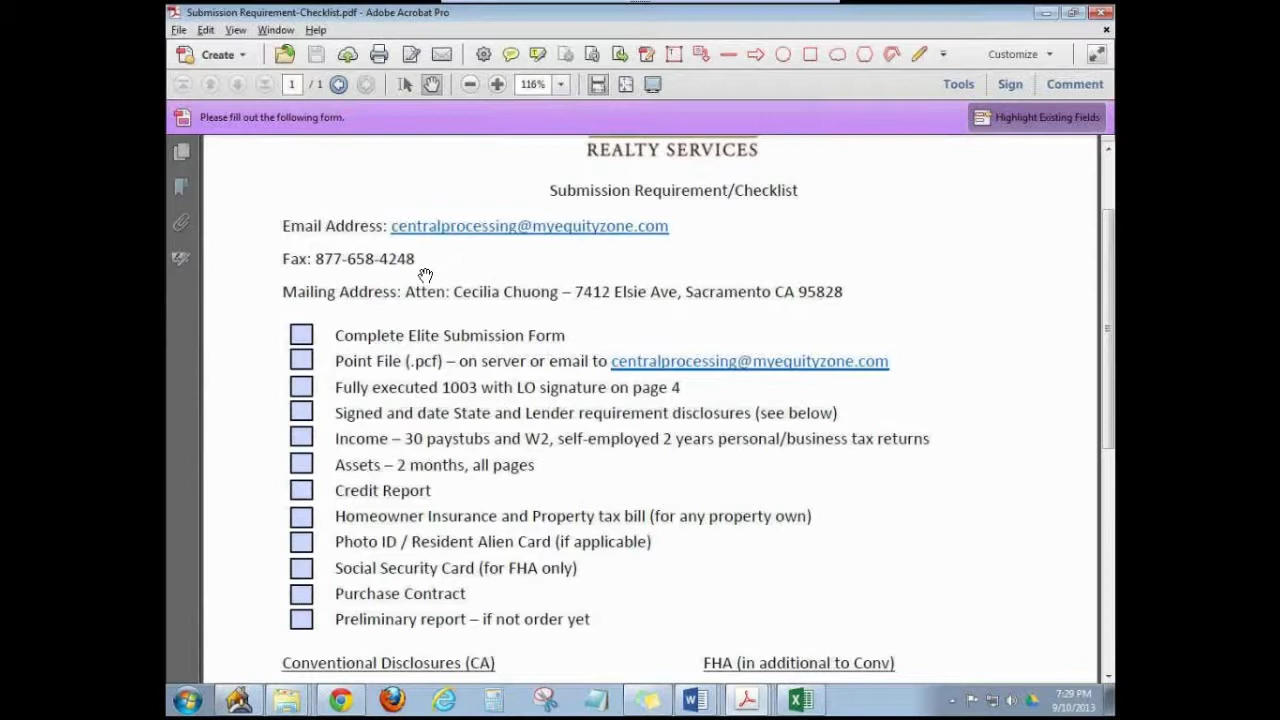 Submission Requirement-Checklist.pdf - Adobe Acrobat Pro
File Edit View Window Help
Create Customize
1 / 1 116% Tools Sign Comment
Please fill out the following form. Highlight Existing Fields
REALTY SERVICES
Submission Requirement/Checklist
Email Address: centralprocessing@myequityzone.com
Fax: 877-658-4248
Mailing Address: Atten: Cecilia Chuong – 7412 Elsie Ave, Sacramento CA 95828
Complete Elite Submission Form
Point File (.pcf) – on server or email to centralprocessing@myequityzone.com
Fully executed 1003 with LO signature on page 4
Signed and date State and Lender requirement disclosures (see below)
Income – 30 paystubs and W2, self-employed 2 years personal/business tax returns
Assets – 2 months, all pages
Credit Report
Homeowner Insurance and Property tax bill (for any property own)
Photo ID / Resident Alien Card (if applicable)
Social Security Card (for FHA only)
Purchase Contract
Preliminary report – if not order yet
Conventional Disclosures (CA) FHA (in additional to Conv)
7:29 PM
9/10/2013